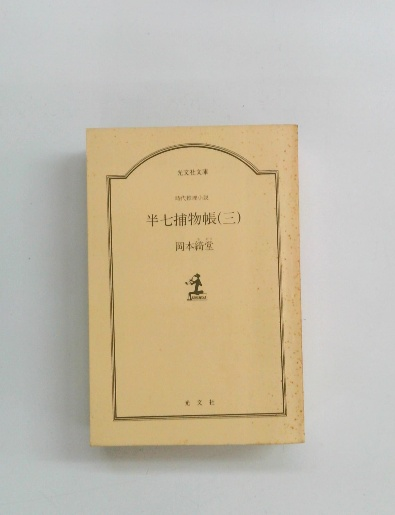 光文社文庫
時代推理小説
半七捕物帳(三)
岡本綺堂
光文社